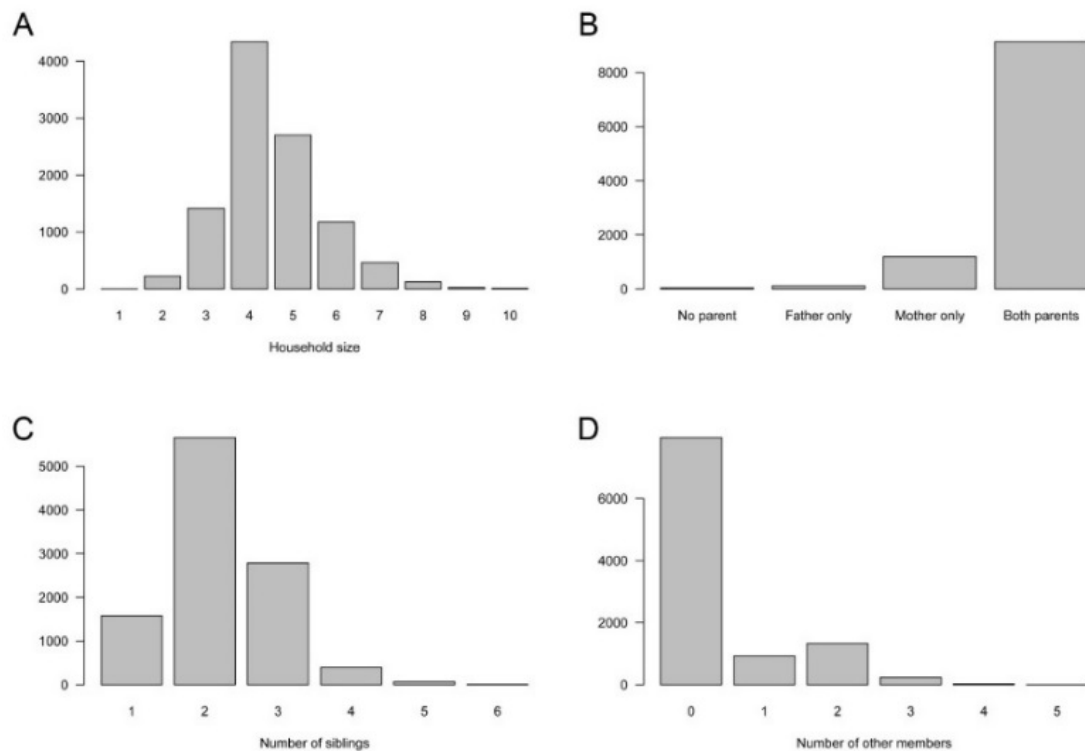 A
4000
3000
2000
1000
0
1 2 3 4 5 6 7 8 9 10
Household size
B
8000
6000
4000
2000
0
No parent Father only Mother only Both parents
C
5000
4000
3000
2000
1000
0
1 2 3 4 5 6
Number of siblings
D
6000
4000
2000
0
0 1 2 3 4 5
Number of other members